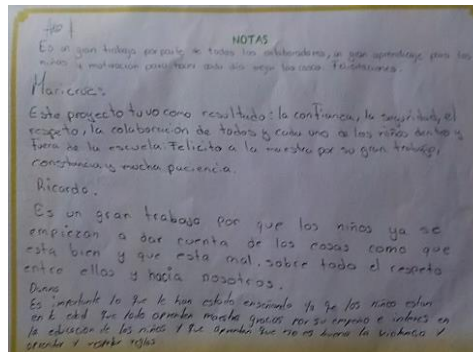 NOTAS
Es un gran trabajo por parte de todos los colaboradores, un gran aprendizaje para los
niños y motivación para hacer cada día mejor las cosas. Felicitaciones.
Maricruz:
Este proyecto tuvo como resultado: la confianza, la seguridad, el
respeto, la colaboración de todos y cada uno de los niños dentro y
fuera de la escuela. Felicito a la maestra por su gran trabajo,
constancia y mucha paciencia.
Ricardo.
Es un gran trabajo por que los niños ya se
empiezan a dar cuenta de las cosas como que
esta bien y que esta mal. sobre todo el respeto
entre ellos y hacia nosotros.
Es importante lo que le han estado enseñando ya que los niños estan
en la edad que todo aprenden maestra gracias por su empeño e interes en
la educación de los niños y que aprendan que no es buena la violencia y
aprendan y respetar reglas